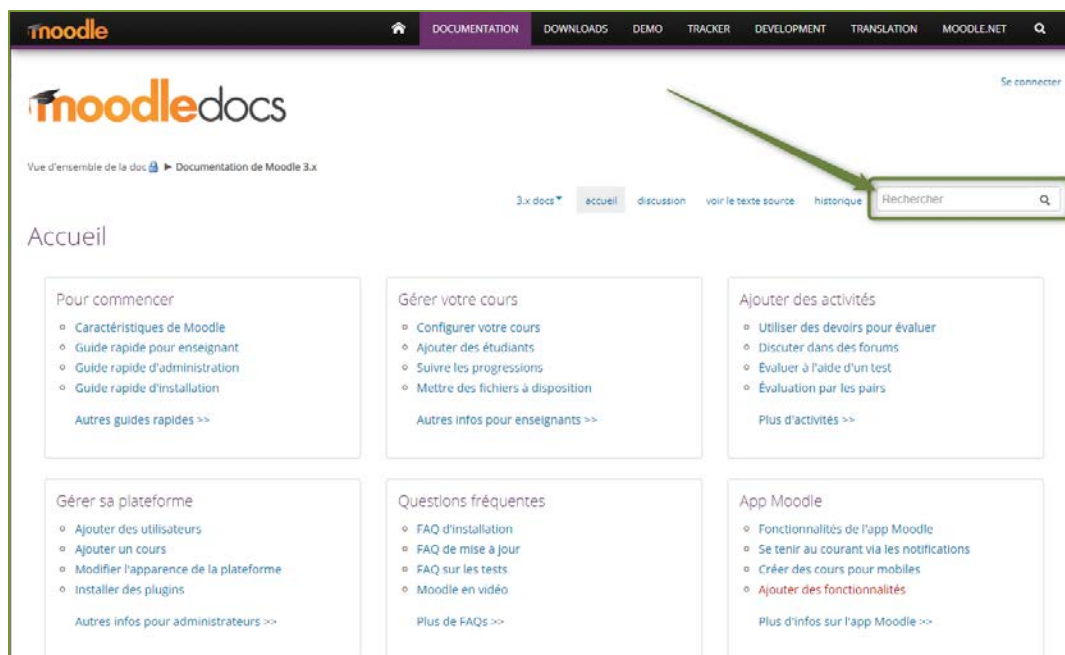 moodle DOCUMENTATION DOWNLOADS DEMO TRACKER DEVELOPMENT TRANSLATION MOODLE.NET
Se connecter
moodledocs
Vue d'ensemble de la doc ► Documentation de Moodle 3.x
3.x docs accueil discussion voir le texte source historique Rechercher
Accueil
Pour commencer
Caractéristiques de Moodle
Guide rapide pour enseignant
Guide rapide d'administration
Guide rapide d'installation
Autres guides rapides >>
Gérer votre cours
Configurer votre cours
Ajouter des étudiants
Suivre les progressions
Mettre des fichiers à disposition
Autres infos pour enseignants >>
Ajouter des activités
Utiliser des devoirs pour évaluer
Discuter dans des forums
Évaluer à l'aide d'un test
Évaluation par les pairs
Plus d'activités >>
Gérer sa plateforme
Ajouter des utilisateurs
Ajouter un cours
Modifier l'apparence de la plateforme
Installer des plugins
Autres infos pour administrateurs >>
Questions fréquentes
FAQ d'installation
FAQ de mise à jour
FAQ sur les tests
Moodle en vidéo
Plus de FAQs >>
App Moodle
Fonctionnalités de l'app Moodle
Se tenir au courant via les notifications
Créer des cours pour mobiles
Ajouter des fonctionnalités
Plus d'infos sur l'app Moodle >>